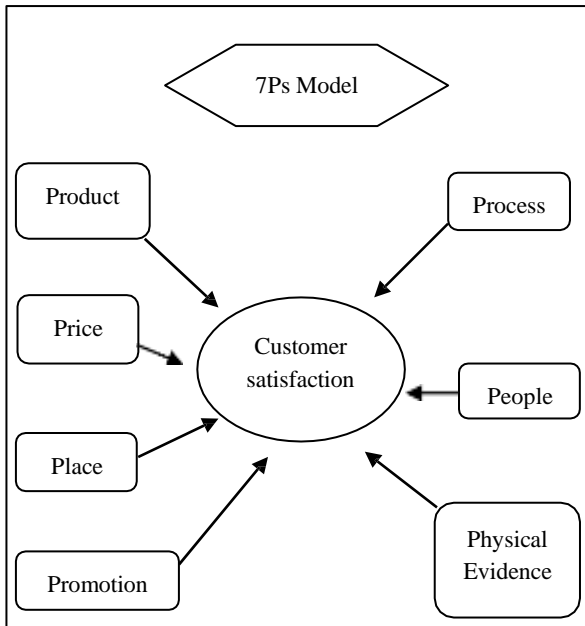 7Ps Model
Product
Process
Price
Customer
satisfaction
People
Place
Physical
Evidence
Promotion